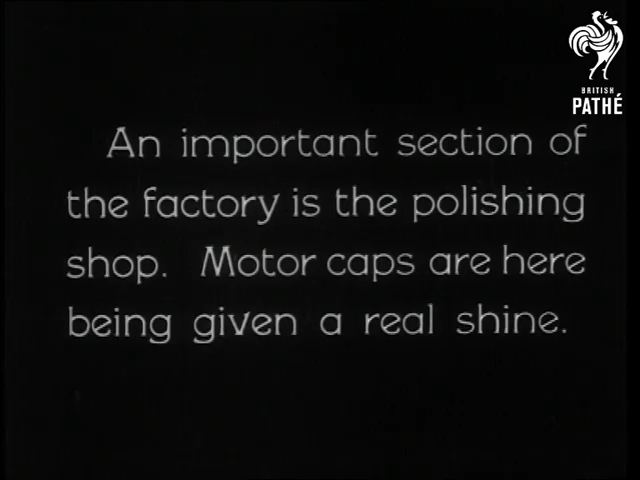 BRITISH
PATHÉ
An important section of
the factory is the polishing
shop. Motor caps are here
being given a real shine.